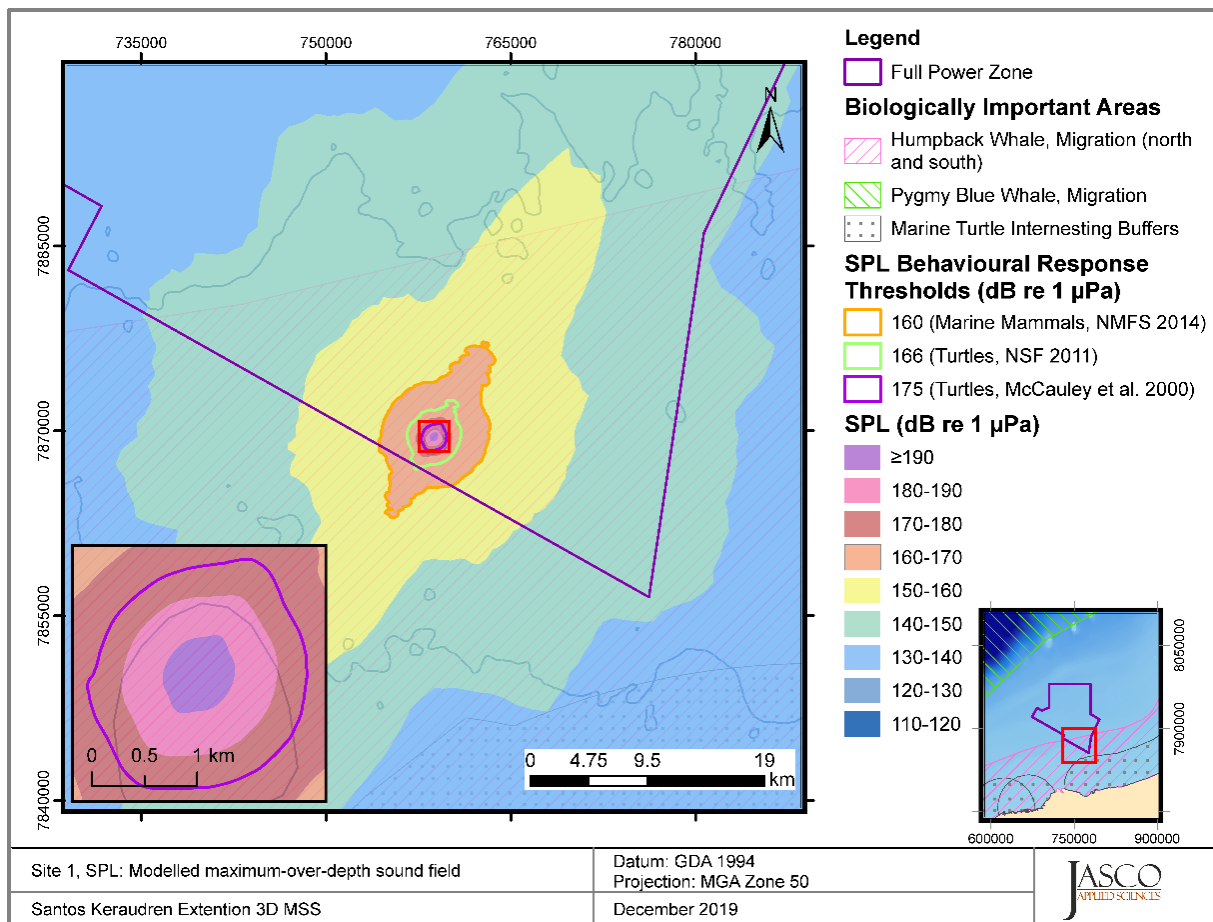 735000
750000
765000
780000
7885000
7870000
7855000
7840000
N
0 0.5 1 km
0 4.75 9.5 19
km
Legend
Full Power Zone
Biologically Important Areas
Humpback Whale, Migration (north
and south)
Pygmy Blue Whale, Migration
Marine Turtle Internesting Buffers
SPL Behavioural Response
Thresholds (dB re 1 µPa)
160 (Marine Mammals, NMFS 2014)
166 (Turtles, NSF 2011)
175 (Turtles, McCauley et al. 2000)
SPL (dB re 1 µPa)
≥190
180-190
170-180
160-170
150-160
140-150
130-140
120-130
110-120
8050000
7900000
600000 750000 900000
Site 1, SPL: Modelled maximum-over-depth sound field
Datum: GDA 1994
Projection: MGA Zone 50
Santos Keraudren Extention 3D MSS
December 2019
JASCO
APPLIED SCIENCES